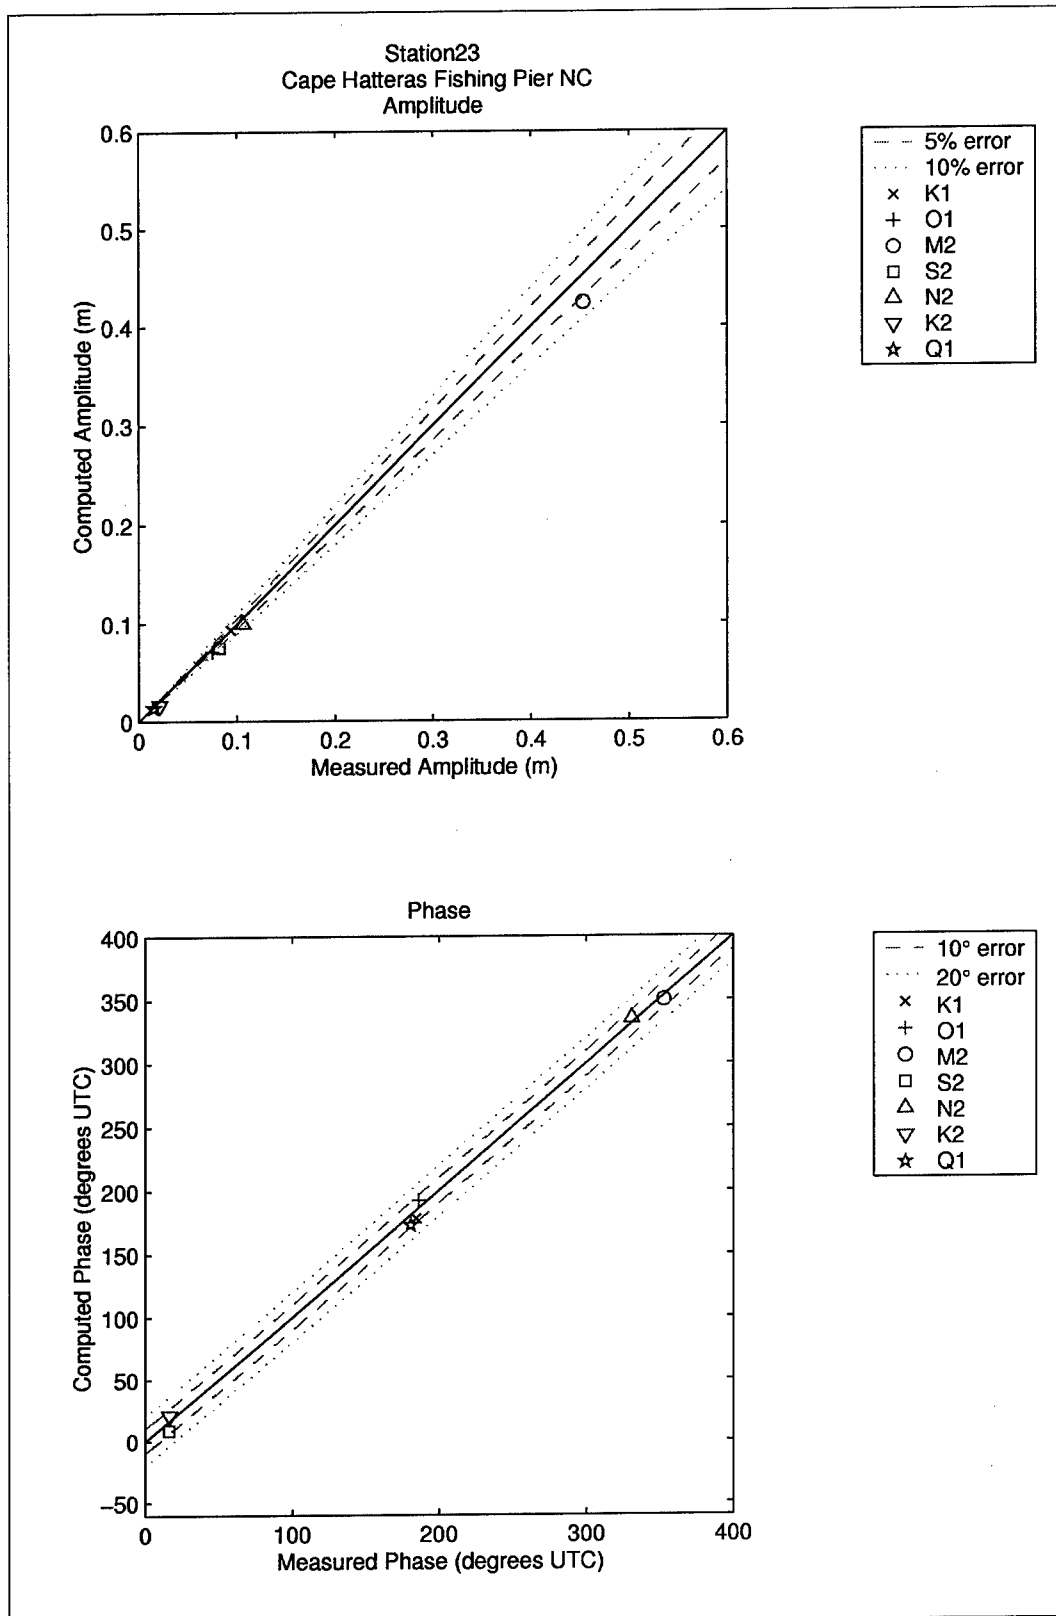 Station23
Cape Hatteras Fishing Pier NC
Amplitude
0.6
0.5
0.4
0.3
0.2
0.1
0
Computed Amplitude (m)
0
0.1
0.2
0.3
0.4
0.5
0.6
Measured Amplitude (m)
5% error
10% error
K1
O1
M2
S2
N2
K2
Q1
Phase
400
350
300
250
200
150
100
50
0
−50
Computed Phase (degrees UTC)
0
100
200
300
400
Measured Phase (degrees UTC)
10° error
20° error
K1
O1
M2
S2
N2
K2
Q1